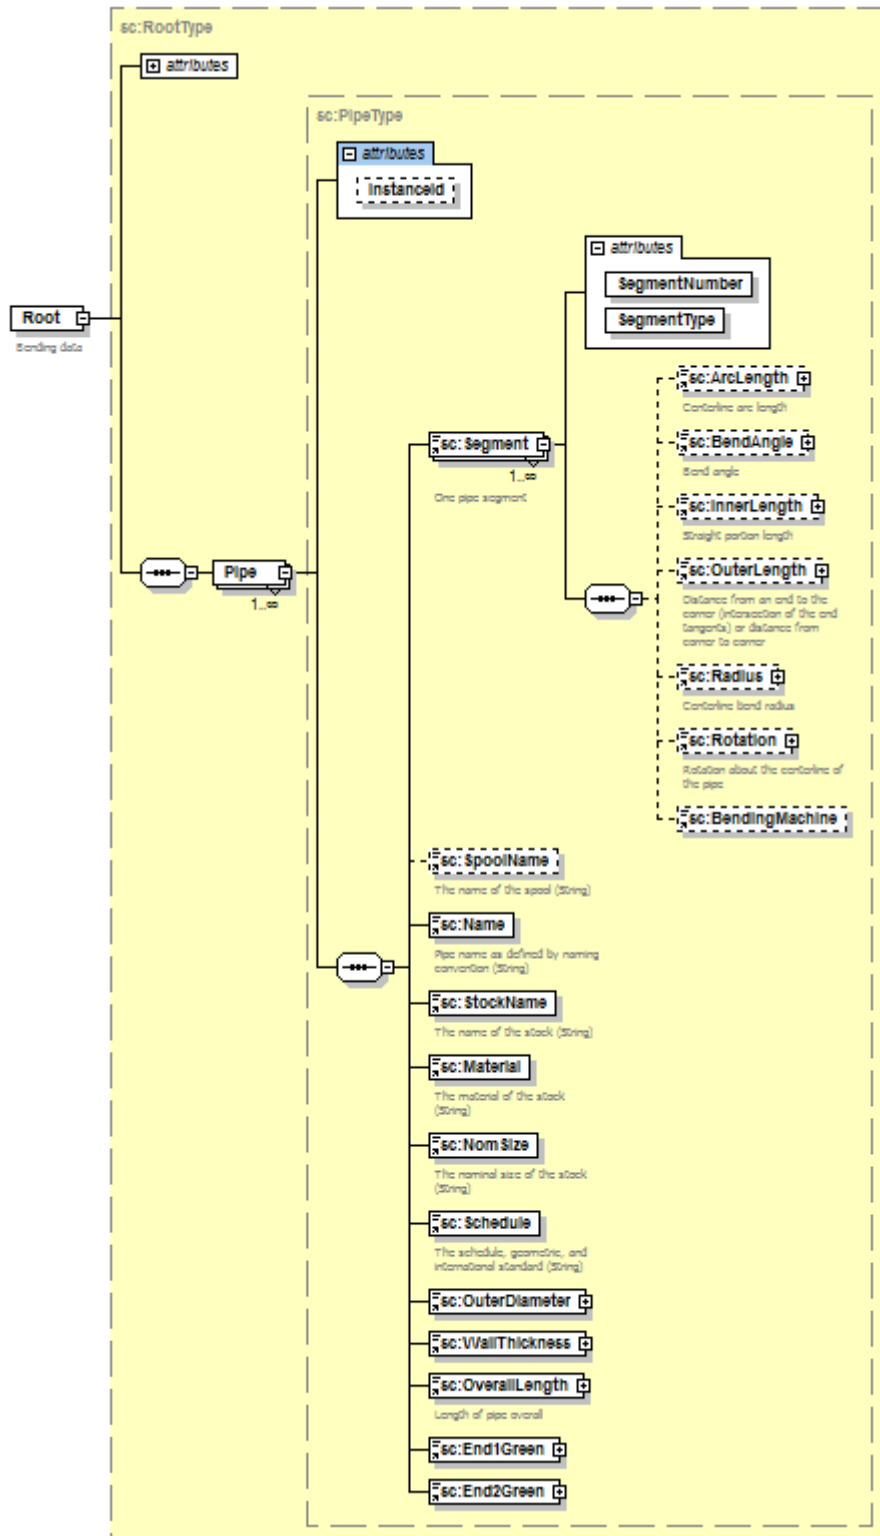 sc:RootType
attributes
sc:PipeType
attributes
InstanceId
attributes
SegmentNumber
SegmentType
Root
Bending data
sc:ArcLength
Centerline arc length
sc:Segment
1..∞
One pipe segment
sc:BendAngle
Bend angle
sc:InnerLength
Straight portion length
Pipe
1..∞
sc:OuterLength
Distance from an end to the
corner (intersection of the end
tangents) or distance from
corner to corner
sc:Radius
Centerline bend radius
sc:Rotation
Rotation about the centerline of
the pipe
sc:BendingMachine
sc:SpoolName
The name of the spool (String)
sc:Name
Pipe name as defined by naming
convention (String)
sc:StockName
The name of the stock (String)
sc:Material
The material of the stock
(String)
sc:NomSize
The nominal size of the stock
(String)
sc:Schedule
The schedule, geometric, and
international standard (String)
sc:OuterDiameter
sc:WallThickness
sc:OverallLength
Length of pipe overall
sc:End1Green
sc:End2Green